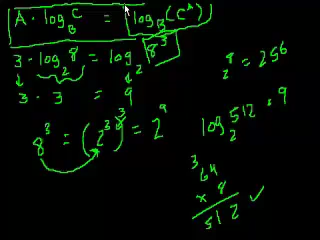 A · log_B C = log_B (C^A)
3 · log_2 8 = log_2 8^3
3 · 3 = 9
8^3 = (2^3)^3 = 2^9
2^8 = 256
log_2 512 = 9
3
64
x 8
512 ✓